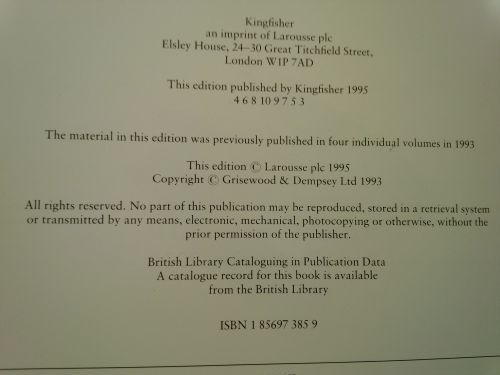 Kingfisher
an imprint of Larousse plc
Elsley House, 24–30 Great Titchfield Street,
London W1P 7AD
This edition published by Kingfisher 1995
4 6 8 10 9 7 5 3
The material in this edition was previously published in four individual volumes in 1993
This edition © Larousse plc 1995
Copyright © Grisewood & Dempsey Ltd 1993
All rights reserved. No part of this publication may be reproduced, stored in a retrieval system
or transmitted by any means, electronic, mechanical, photocopying or otherwise, without the
prior permission of the publisher.
British Library Cataloguing in Publication Data
A catalogue record for this book is available
from the British Library
ISBN 1 85697 385 9